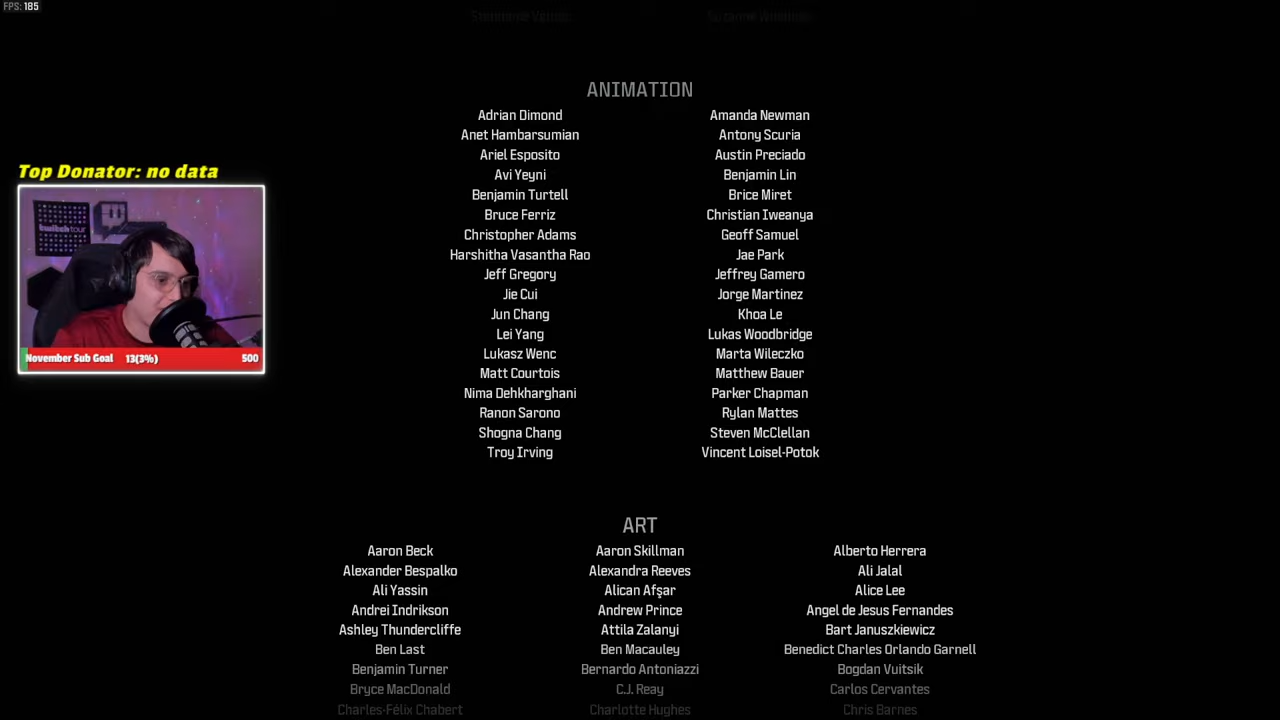 FPS: 185
ANIMATION
Adrian Dimond Amanda Newman
Anet Hambarsumian Antony Scuria
Ariel Esposito Austin Preciado
Avi Yeyni Benjamin Lin
Benjamin Turtell Brice Miret
Bruce Ferriz Christian Iweanya
Christopher Adams Geoff Samuel
Harshitha Vasantha Rao Jae Park
Jeff Gregory Jeffrey Gamero
Jie Cui Jorge Martinez
Jun Chang Khoa Le
Lei Yang Lukas Woodbridge
Lukasz Wenc Marta Wileczko
Matt Courtois Matthew Bauer
Nima Dehkharghani Parker Chapman
Ranon Sarono Rylan Mattes
Shogna Chang Steven McClellan
Troy Irving Vincent Loisel-Potok
Top Donator: no data
twitch tour
November Sub Goal 13(3%) 500
ART
Aaron Beck Aaron Skillman Alberto Herrera
Alexander Bespalko Alexandra Reeves Ali Jalal
Ali Yassin Alican Afşar Alice Lee
Andrei Indrikson Andrew Prince Angel de Jesus Fernandes
Ashley Thundercliffe Attila Zalanyi Bart Januszkiewicz
Ben Last Ben Macauley Benedict Charles Orlando Garnell
Benjamin Turner Bernardo Antoniazzi Bogdan Vuitsik
Bryce MacDonald C.J. Reay Carlos Cervantes
Charles-Félix Chabert Charlotte Hughes Chris Barnes